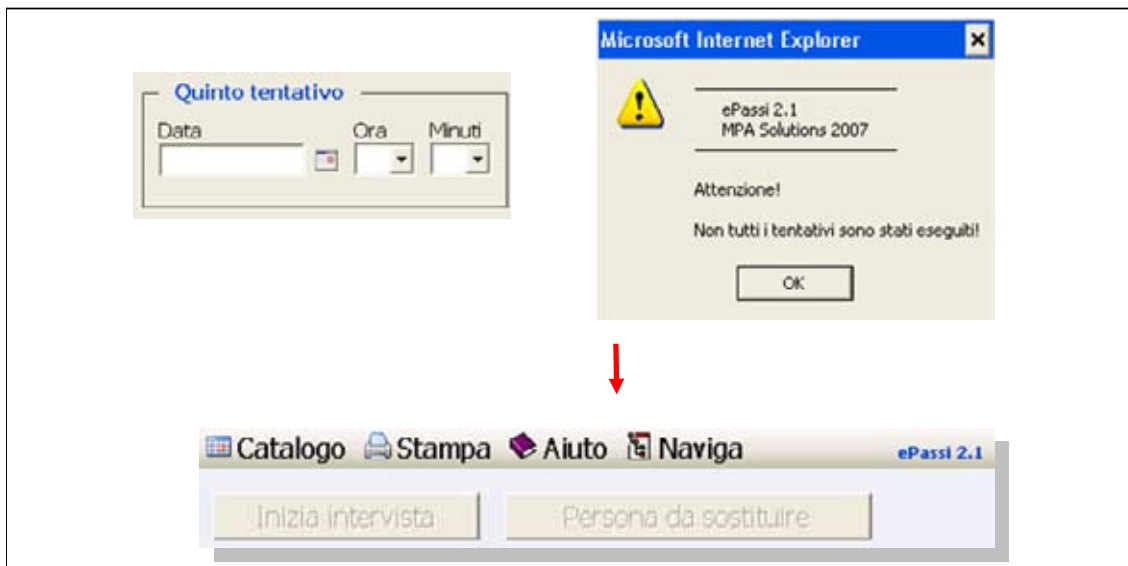 Quinto tentativo
Data Ora Minuti
Microsoft Internet Explorer
ePassi 2.1
MPA Solutions 2007
Attenzione!
Non tutti i tentativi sono stati eseguiti!
OK
Catalogo Stampa Aiuto Naviga ePassi 2.1
Inizia intervista Persona da sostituire